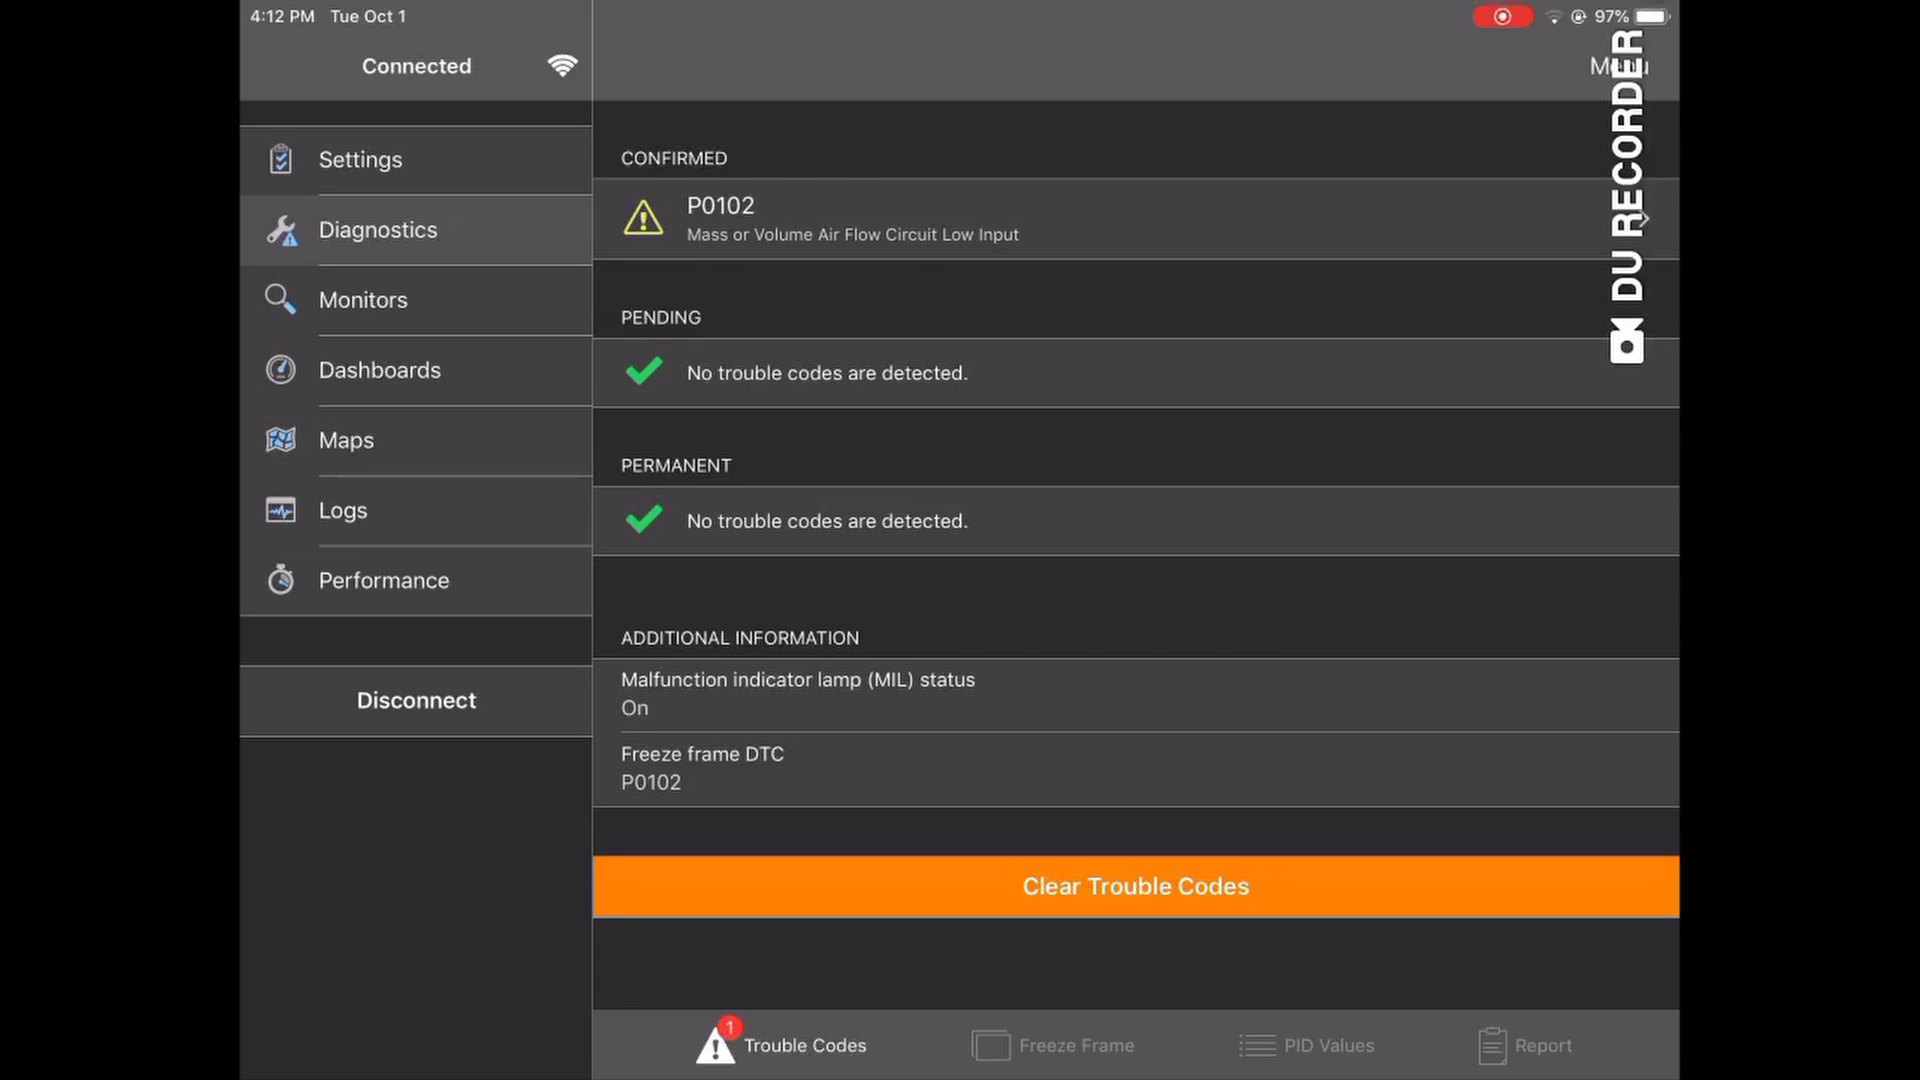 4:12 PM Tue Oct 1
97%
Connected
Menu
Settings
Diagnostics
Monitors
Dashboards
Maps
Logs
Performance
Disconnect
CONFIRMED
P0102
Mass or Volume Air Flow Circuit Low Input
PENDING
No trouble codes are detected.
PERMANENT
No trouble codes are detected.
ADDITIONAL INFORMATION
Malfunction indicator lamp (MIL) status
On
Freeze frame DTC
P0102
Clear Trouble Codes
1
Trouble Codes
Freeze Frame
PID Values
Report
DU RECORDER